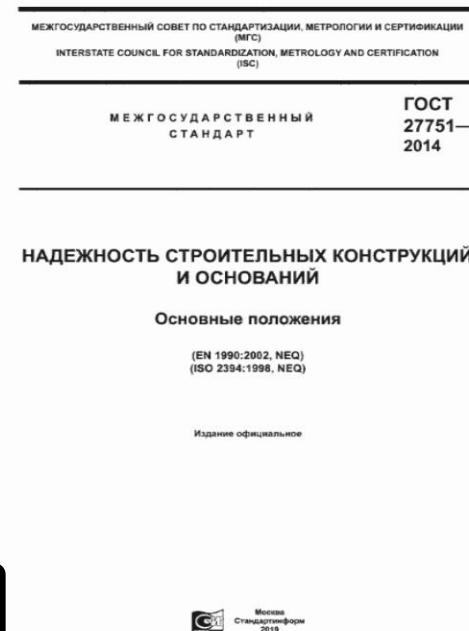 МЕЖГОСУДАРСТВЕННЫЙ СОВЕТ ПО СТАНДАРТИЗАЦИИ, МЕТРОЛОГИИ И СЕРТИФИКАЦИИ
(МГС)
INTERSTATE COUNCIL FOR STANDARDIZATION, METROLOGY AND CERTIFICATION
(ISC)
МЕЖГОСУДАРСТВЕННЫЙ
СТАНДАРТ
ГОСТ
27751—
2014
НАДЕЖНОСТЬ СТРОИТЕЛЬНЫХ КОНСТРУКЦИЙ
И ОСНОВАНИЙ
Основные положения
(EN 1990:2002, NEQ)
(ISO 2394:1998, NEQ)
Издание официальное
Москва
Стандартинформ
2019